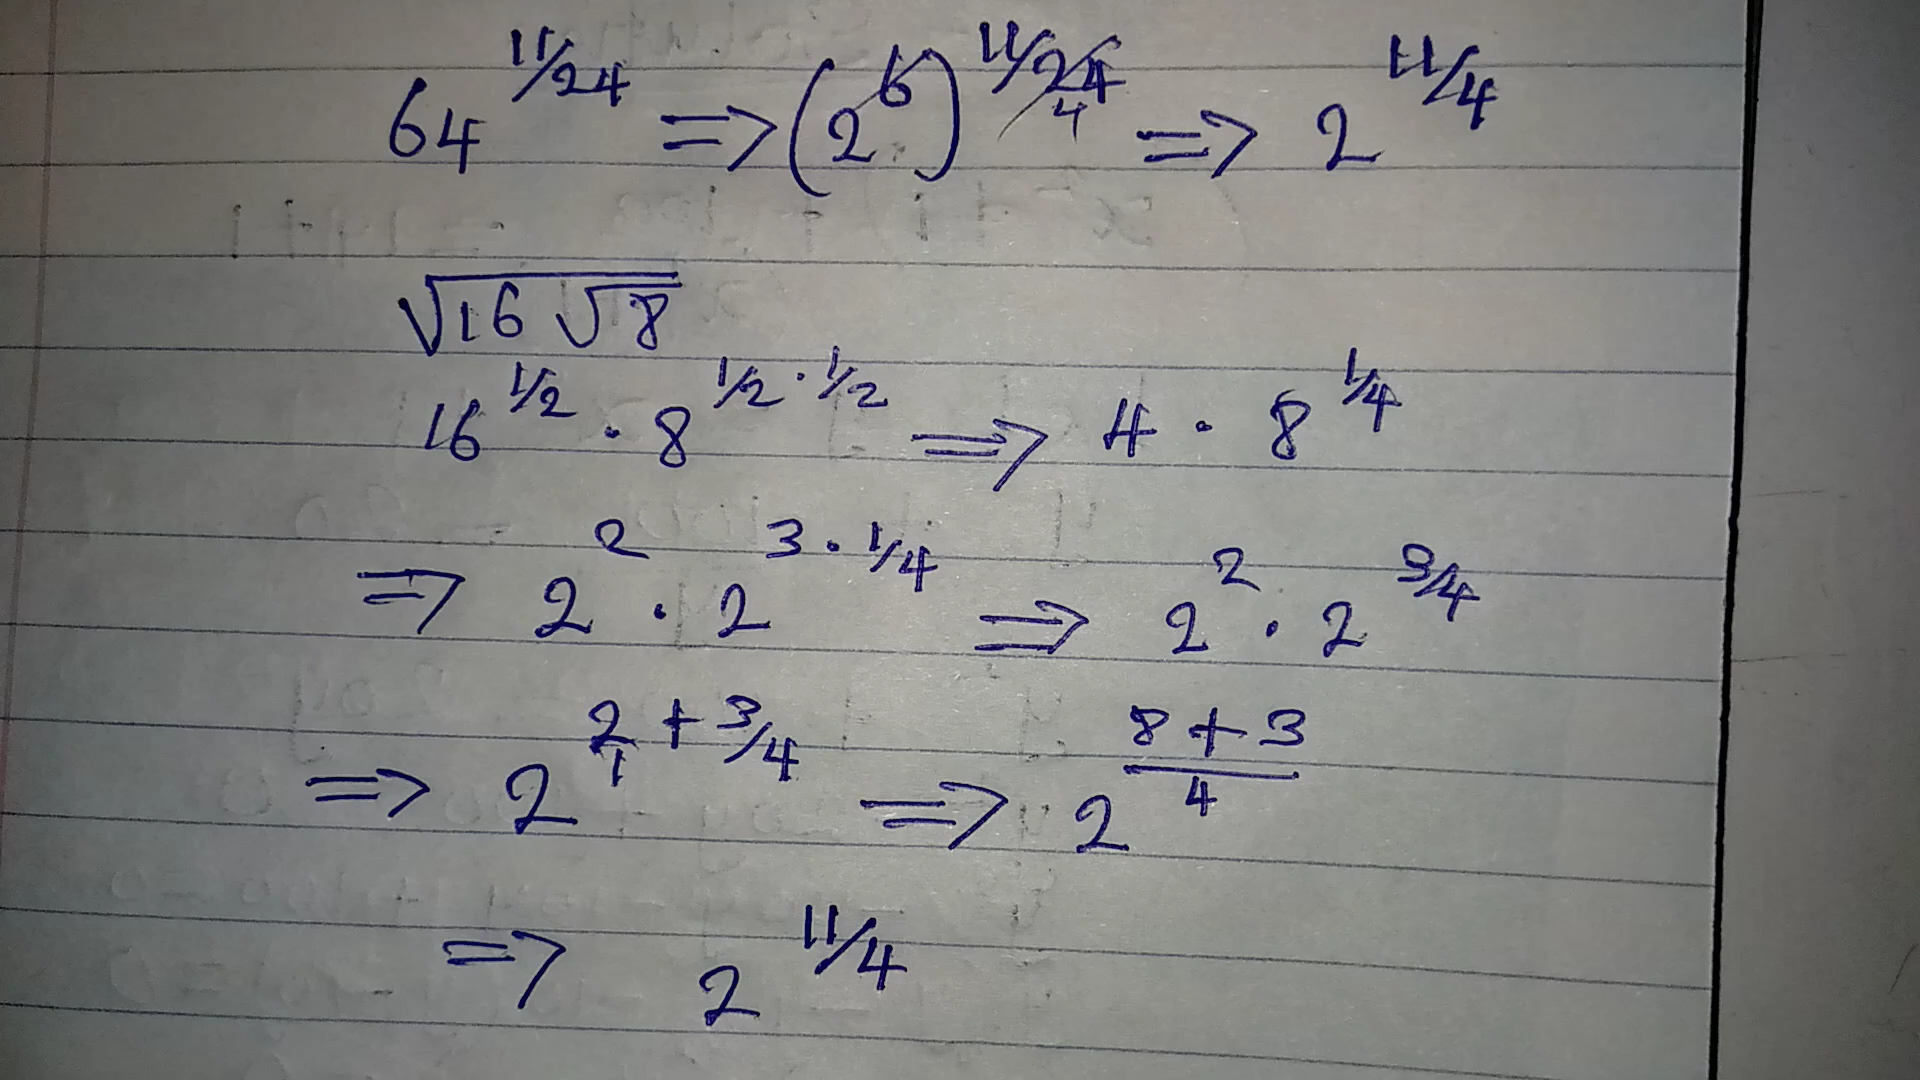 64^{11/24} => (2^6)^{11/24 4} => 2^{11/4}
√(16√8)
16^{1/2} · 8^{1/2 · 1/2} => 4 · 8^{1/4}
=> 2^2 · 2^{3 · 1/4} => 2^2 · 2^{3/4}
=> 2^{2/1 + 3/4} => 2^{(8+3)/4}
=> 2^{11/4}